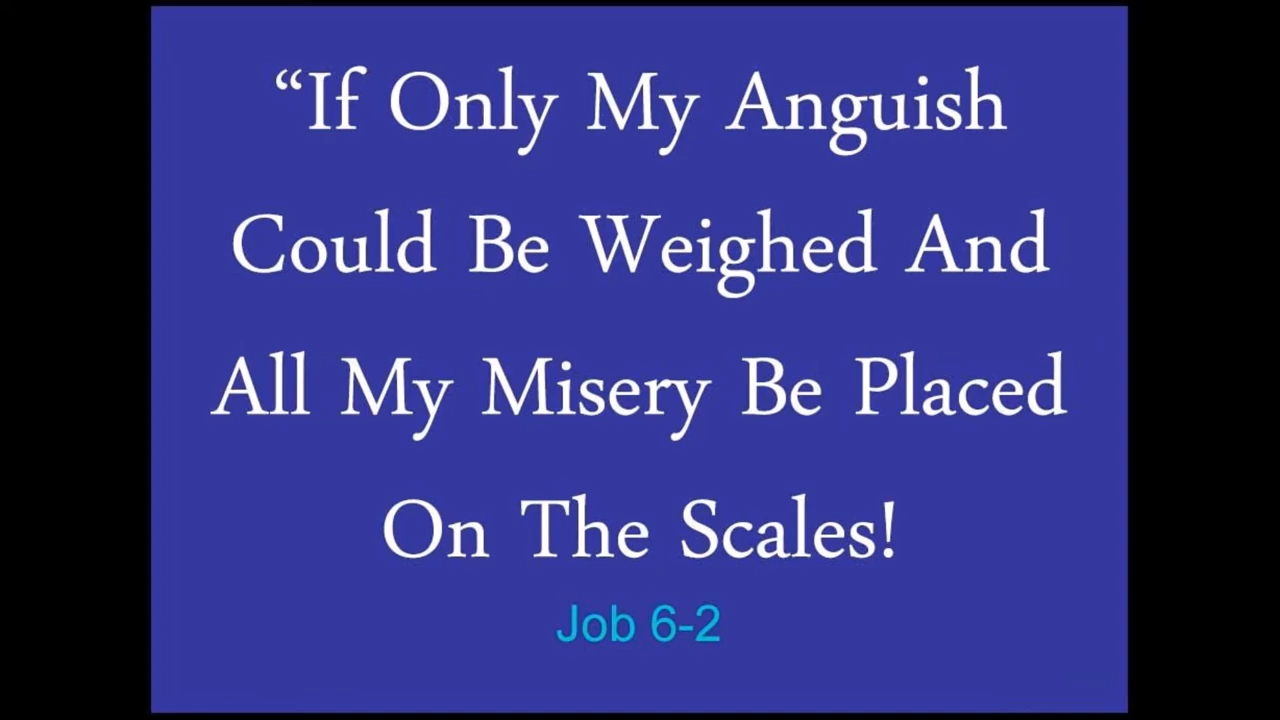 “If Only My Anguish
Could Be Weighed And
All My Misery Be Placed
On The Scales!
Job 6-2